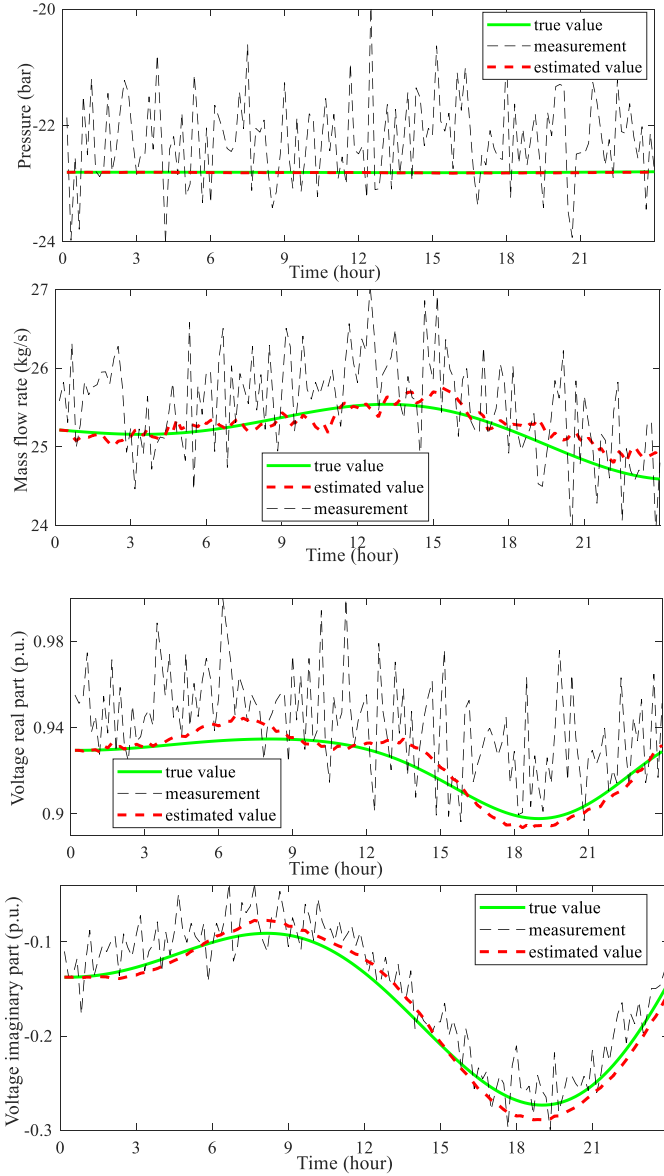 -20
-22
-24
Pressure (bar)
true value
measurement
estimated value
0 3 6 9 12 15 18 21
Time (hour)
27
26
25
24
Mass flow rate (kg/s)
true value
estimated value
measurement
0 3 6 9 12 15 18 21
Time (hour)
0.98
0.94
0.9
Voltage real part (p.u.)
true value
measurement
estimated value
0 3 6 9 12 15 18 21
Time (hour)
-0.1
-0.2
-0.3
Voltage imaginary part (p.u.)
true value
measurement
estimated value
0 3 6 9 12 15 18 21
Time (hour)